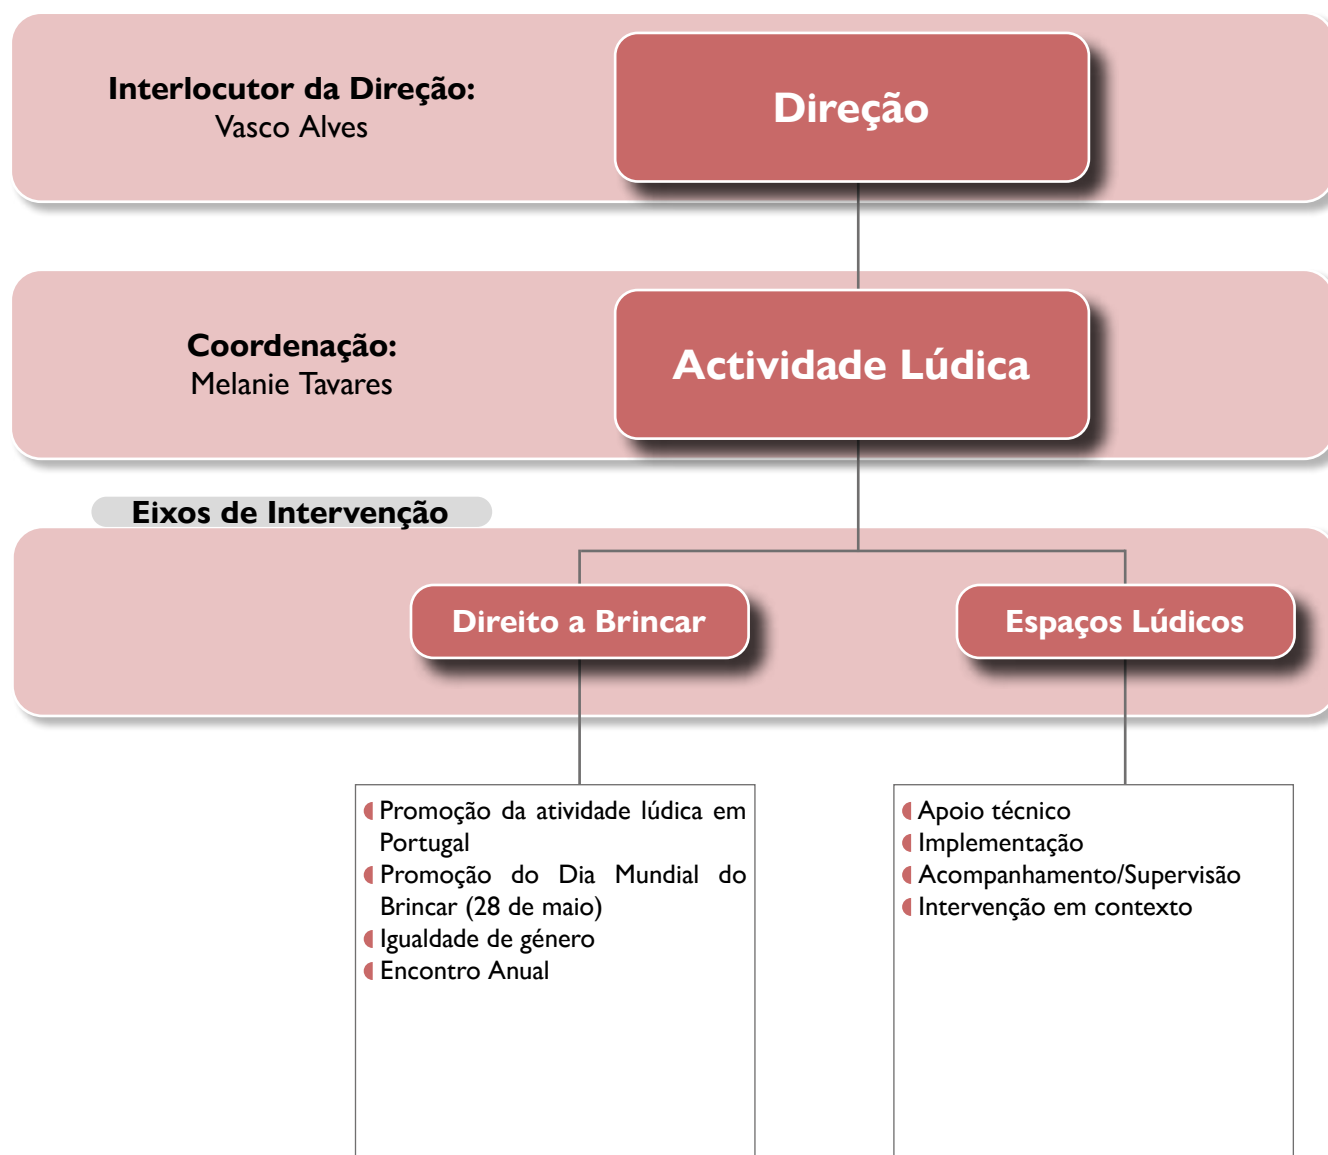 Interlocutor da Direção:
Vasco Alves
Direção
Coordenação:
Melanie Tavares
Actividade Lúdica
Eixos de Intervenção
Direito a Brincar
Espaços Lúdicos
Promoção da atividade lúdica em
Portugal
Promoção do Dia Mundial do
Brincar (28 de maio)
Igualdade de género
Encontro Anual
Apoio técnico
Implementação
Acompanhamento/Supervisão
Intervenção em contexto